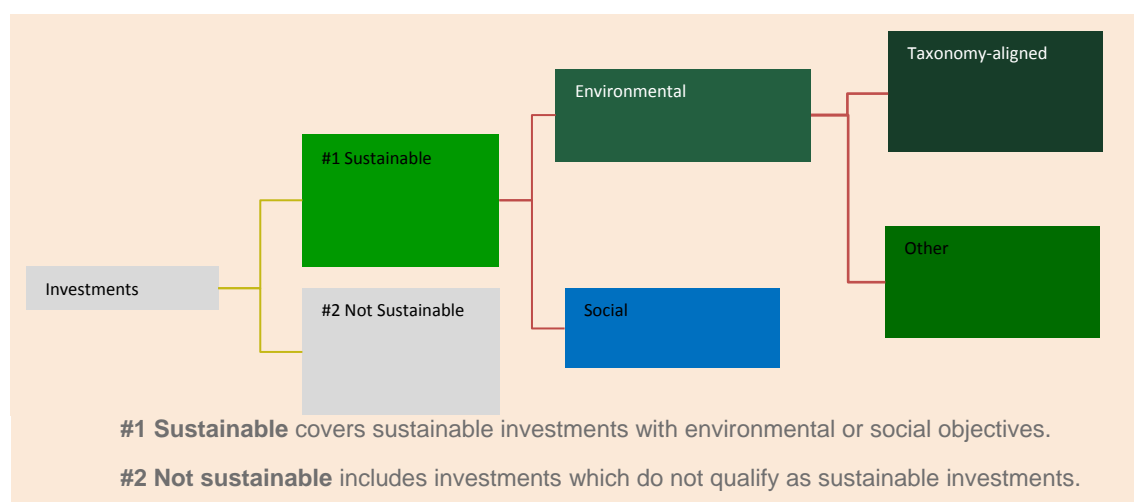 Taxonomy-aligned
Environmental
#1 Sustainable
Other
Investments
#2 Not Sustainable
Social
#1 Sustainable covers sustainable investments with environmental or social objectives.
#2 Not sustainable includes investments which do not qualify as sustainable investments.